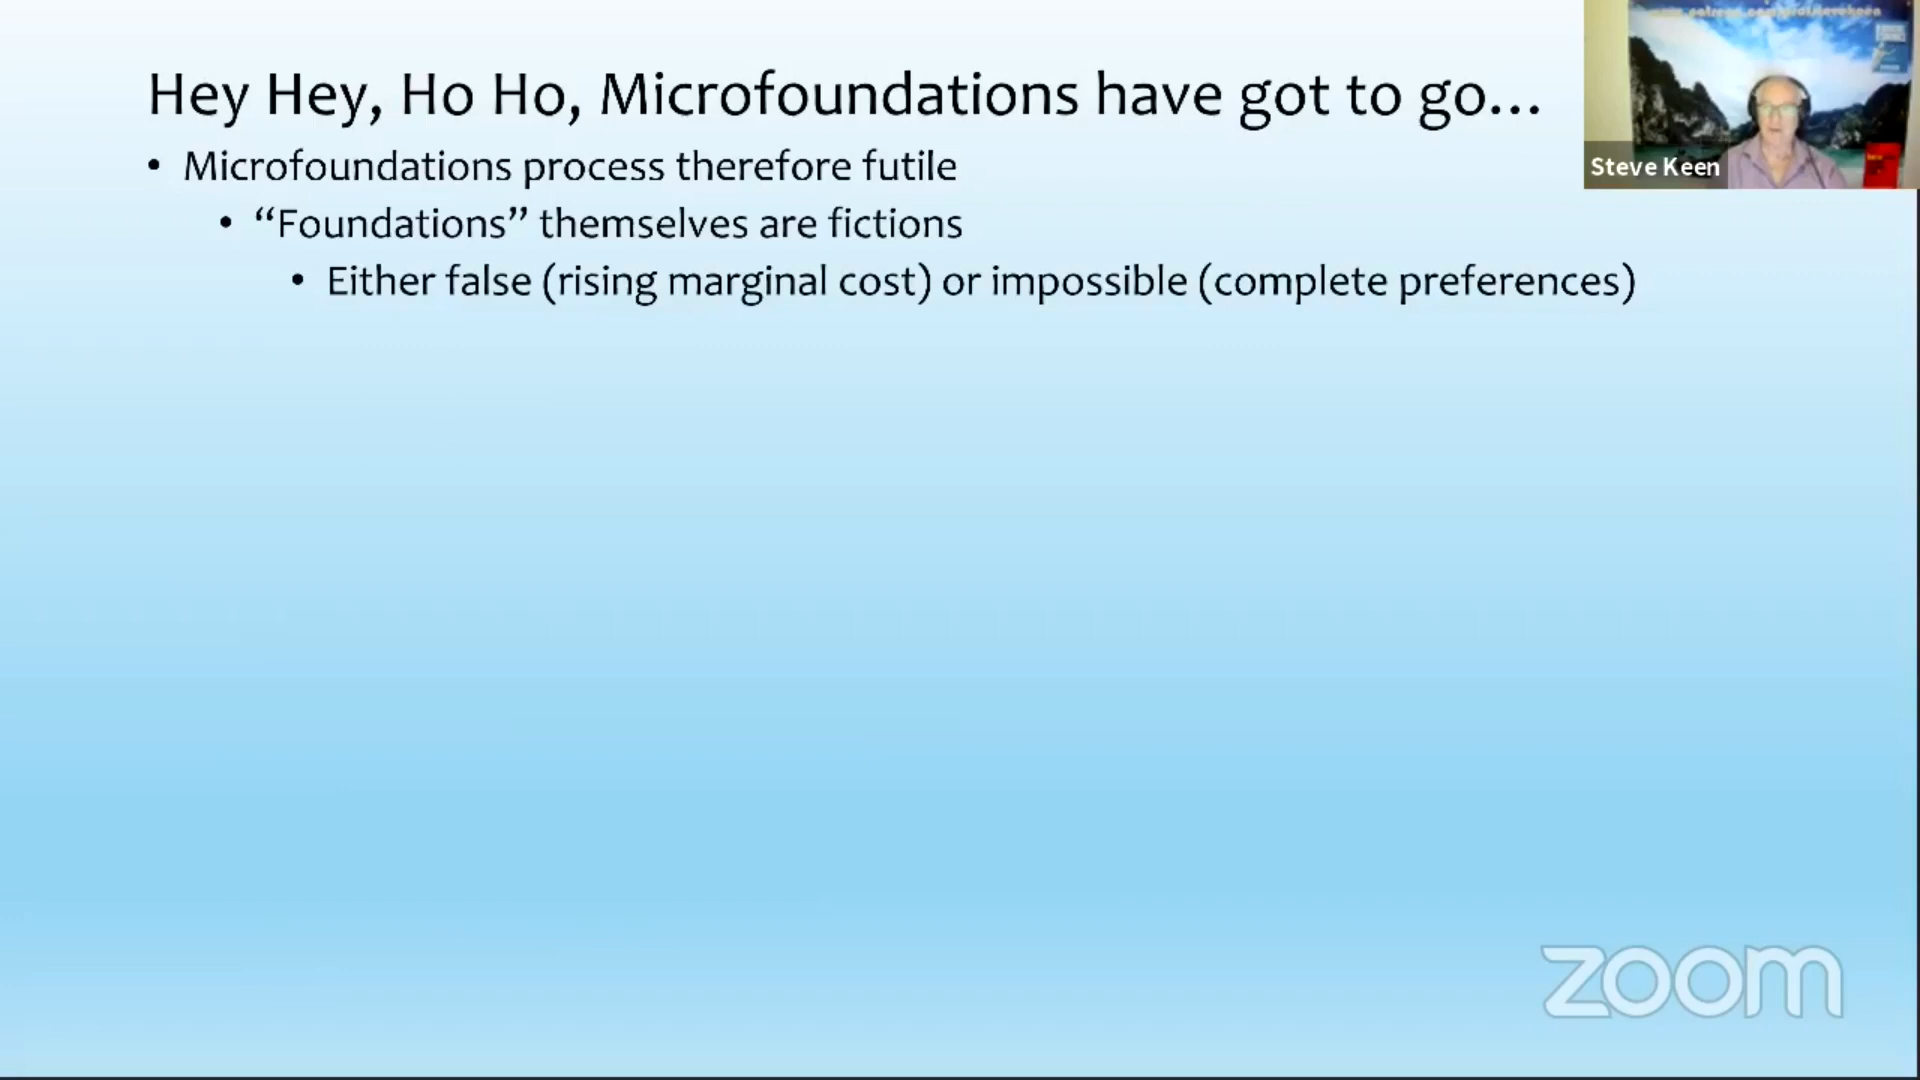 Hey Hey, Ho Ho, Microfoundations have got to go...
• Microfoundations process therefore futile
• “Foundations” themselves are fictions
• Either false (rising marginal cost) or impossible (complete preferences)
Steve Keen
zoom